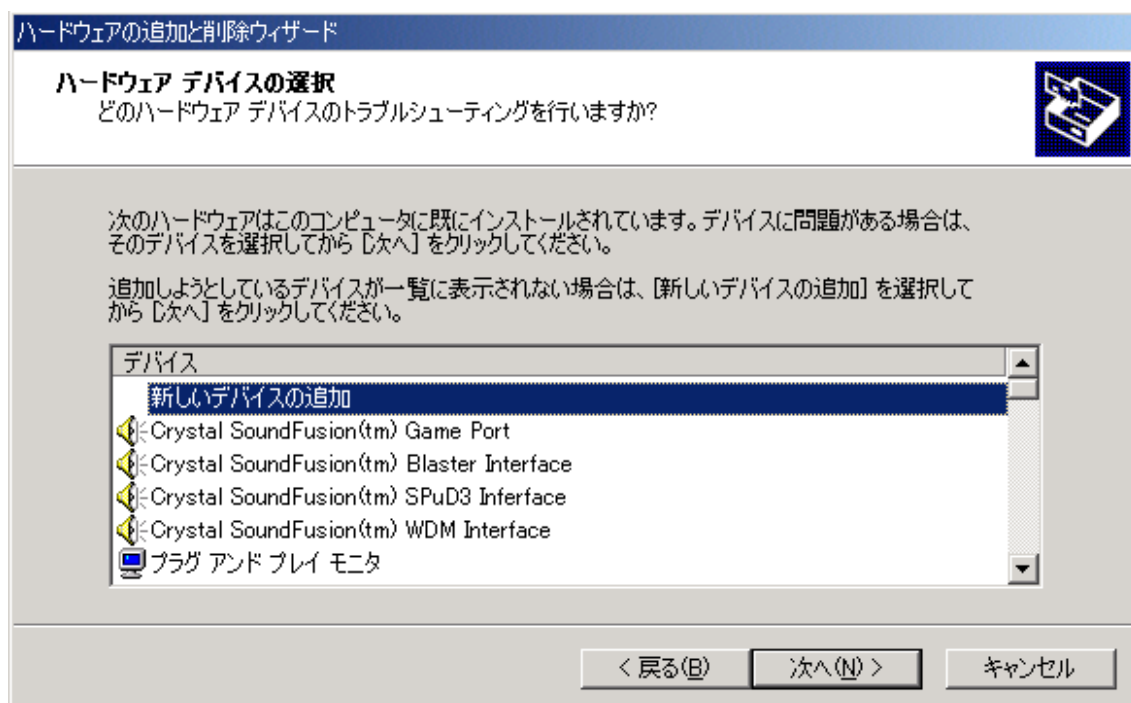 ハードウェアの追加と削除ウィザード
ハードウェア デバイスの選択
どのハードウェア デバイスのトラブルシューティングを行いますか?
次のハードウェアはこのコンピュータに既にインストールされています。デバイスに問題がある場合は、
そのデバイスを選択してから [次へ] をクリックしてください。
追加しようとしているデバイスが一覧に表示されない場合は、[新しいデバイスの追加] を選択して
から [次へ] をクリックしてください。
デバイス
新しいデバイスの追加
Crystal SoundFusion(tm) Game Port
Crystal SoundFusion(tm) Blaster Interface
Crystal SoundFusion(tm) SPuD3 Inferface
Crystal SoundFusion(tm) WDM Interface
プラグ アンド プレイ モニタ
< 戻る(B) 次へ(N) > キャンセル